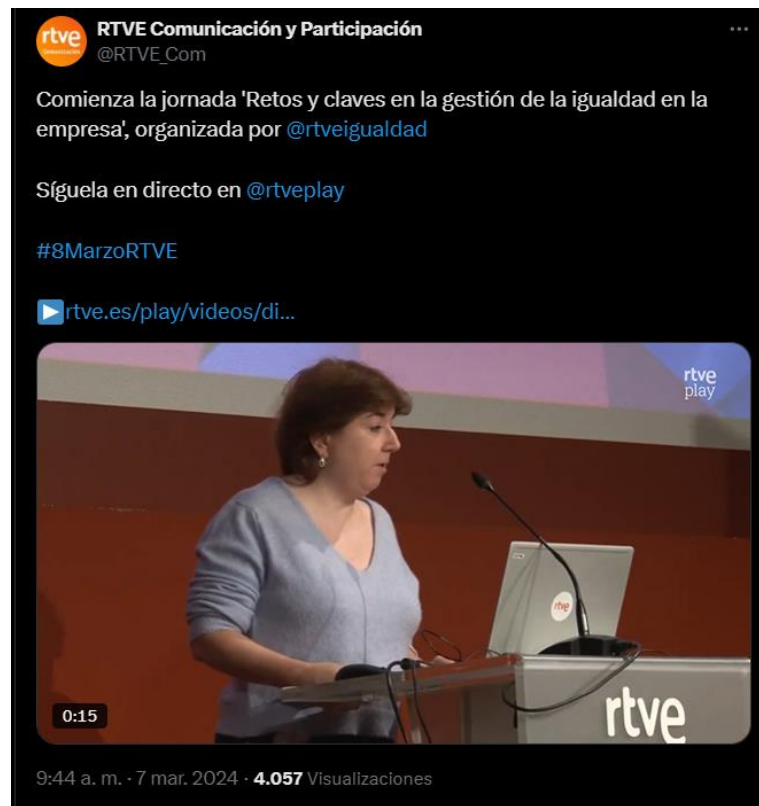 rtve
RTVE Comunicación y Participación
@RTVE_Com
Comienza la jornada 'Retos y claves en la gestión de la igualdad en la
empresa', organizada por @rtveigualdad
Síguela en directo en @rtveplay
#8MarzoRTVE
rtve.es/play/videos/di...
rtve
play
rtve
rtve
0:15
9:44 a. m. · 7 mar. 2024 · 4.057 Visualizaciones